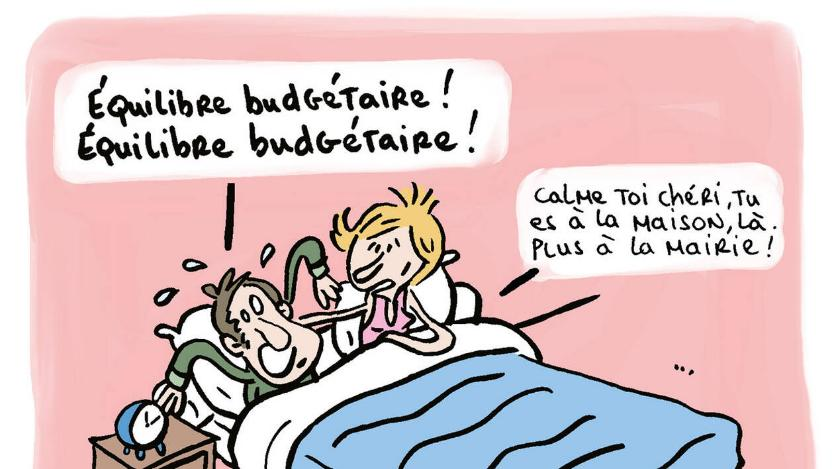 Équilibre budgétaire !
Équilibre budgétaire !
Calme toi chéri, tu
es à la maison, là.
Plus à la mairie !
...